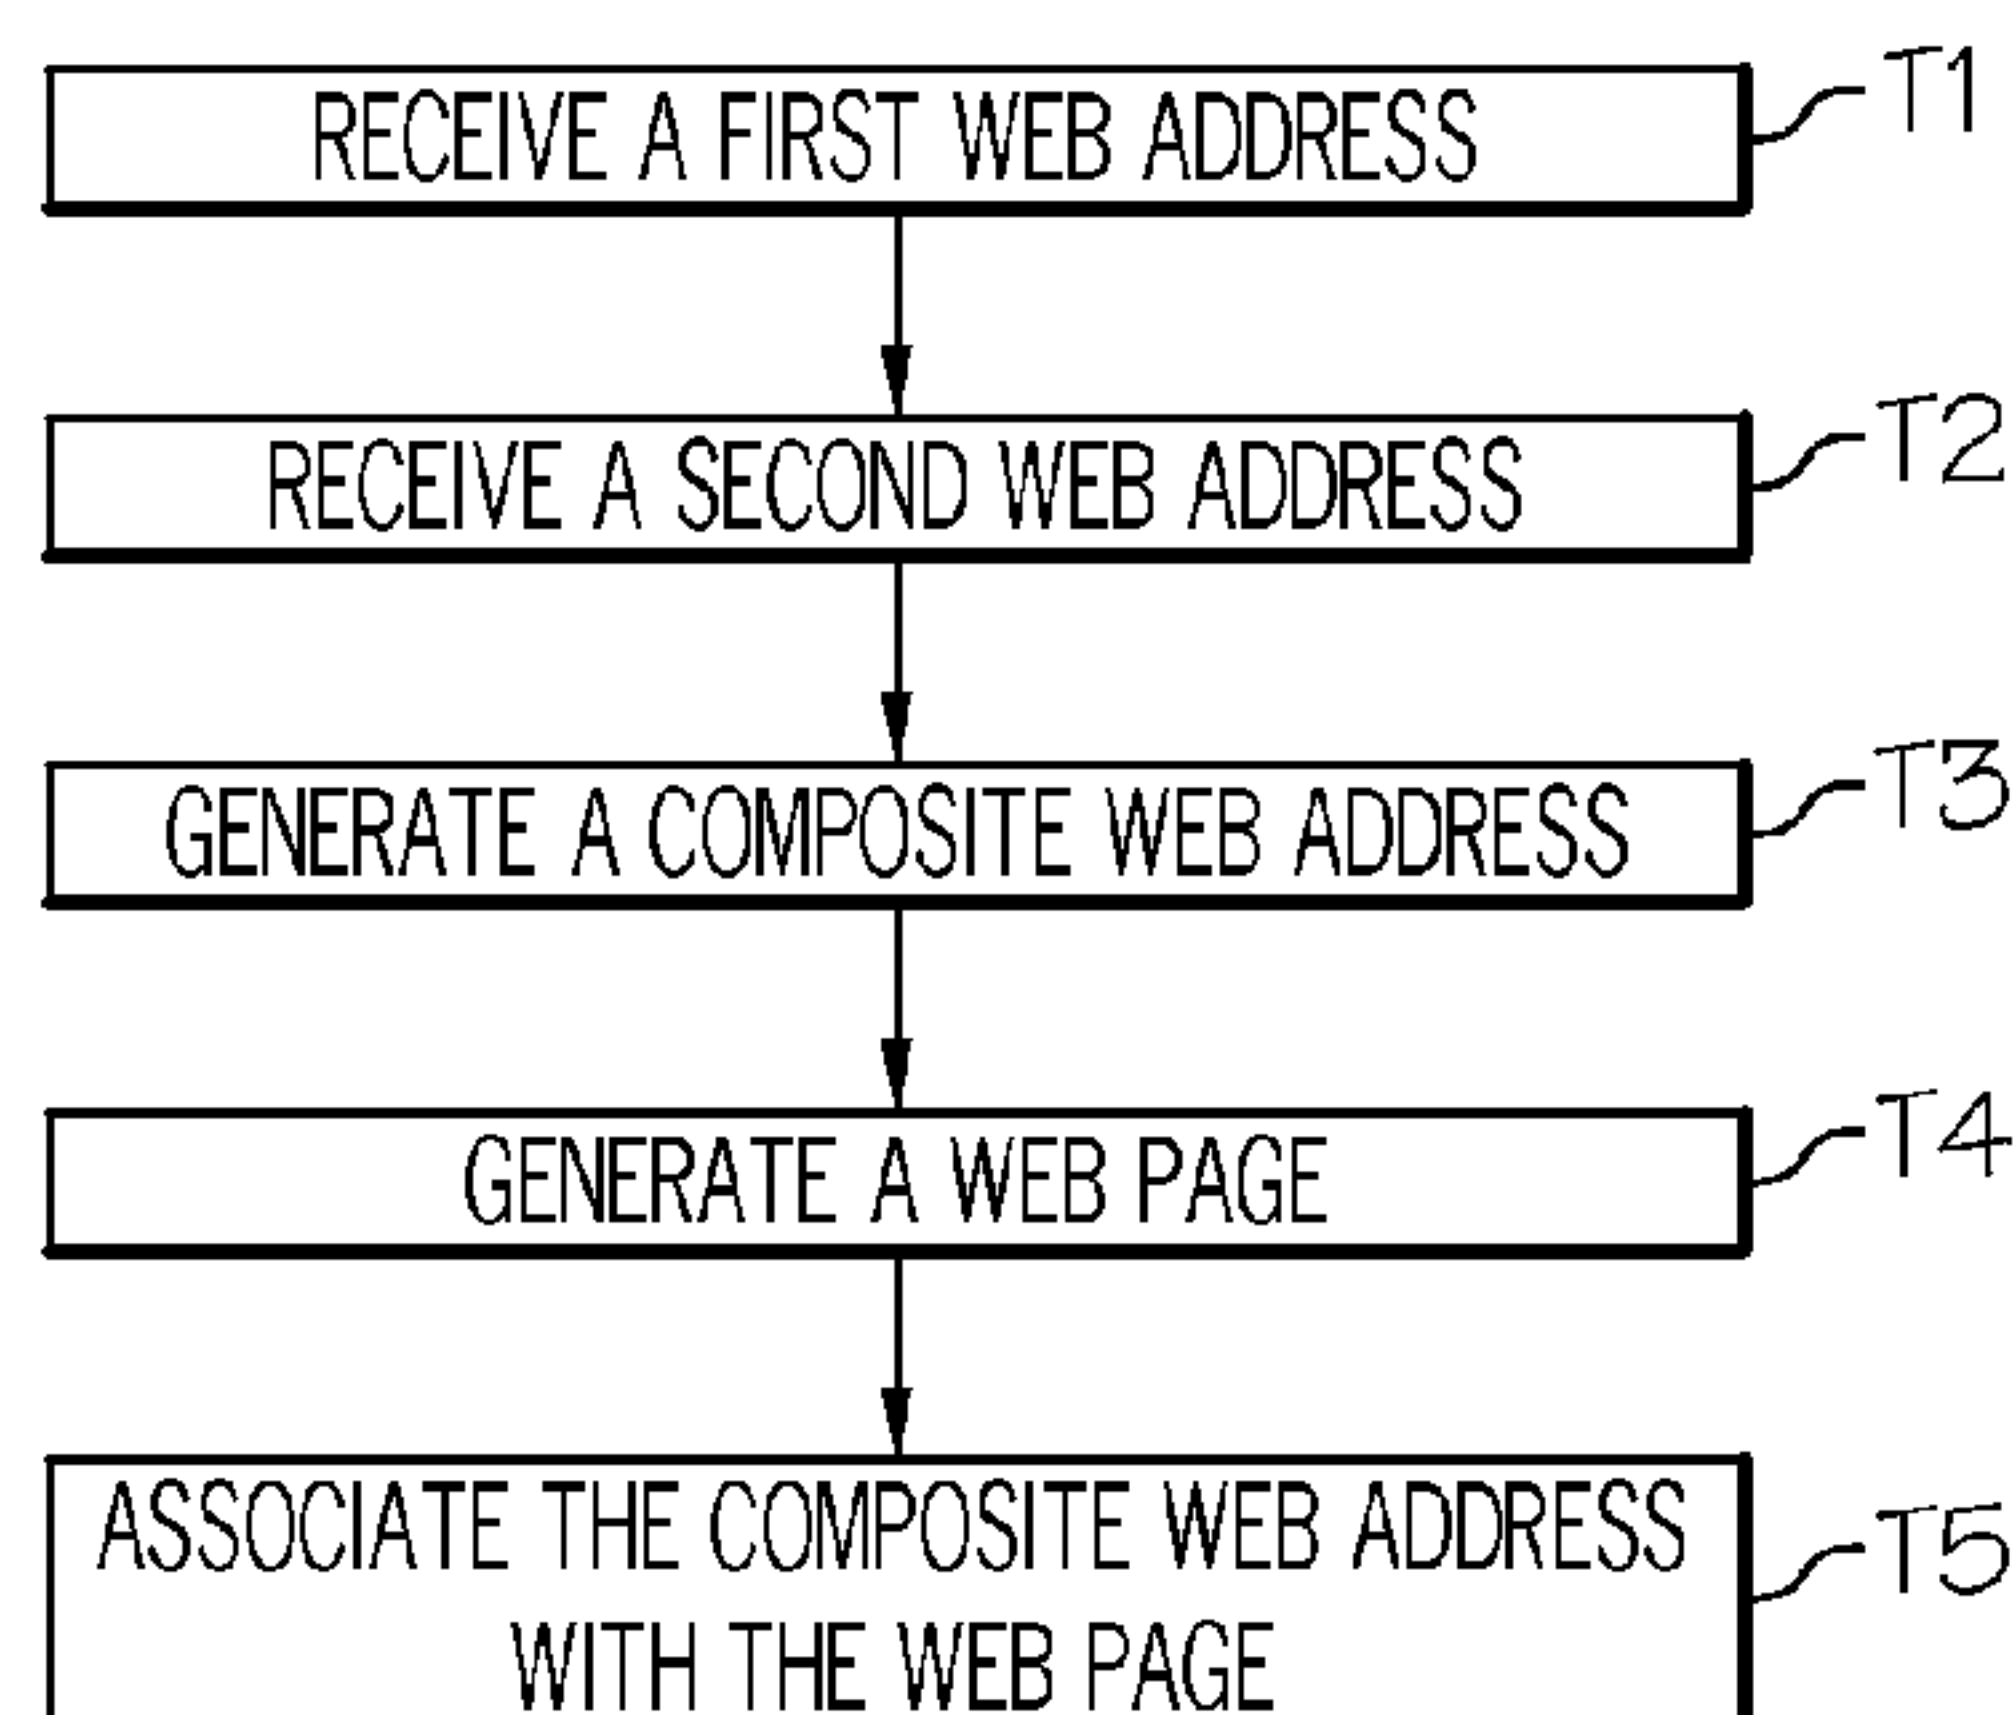 RECEIVE A FIRST WEB ADDRESS
T1
RECEIVE A SECOND WEB ADDRESS
T2
GENERATE A COMPOSITE WEB ADDRESS
T3
GENERATE A WEB PAGE
T4
ASSOCIATE THE COMPOSITE WEB ADDRESS
WITH THE WEB PAGE
T5